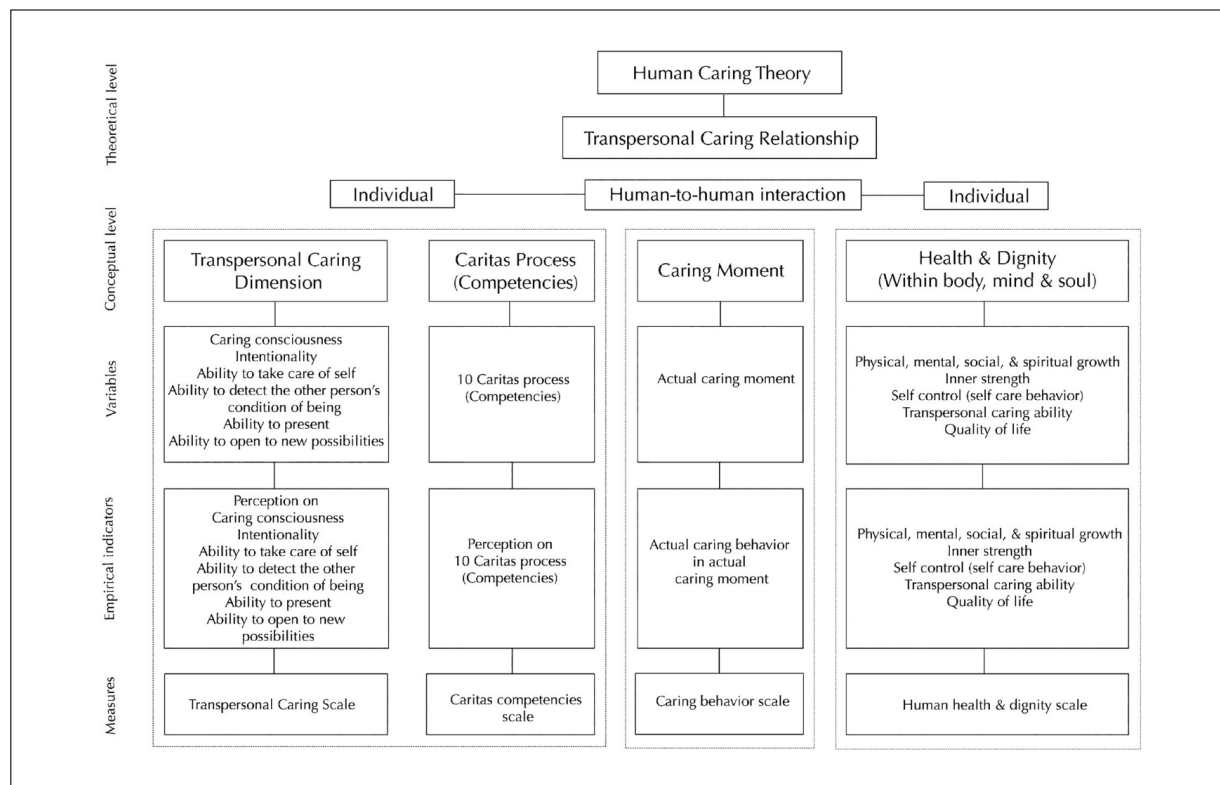 Theoretical level
Human Caring Theory
Transpersonal Caring Relationship
Individual
Human-to-human interaction
Individual
Conceptual level
Transpersonal Caring
Dimension
Caritas Process
(Competencies)
Caring Moment
Health & Dignity
(Within body, mind & soul)
Variables
Caring consciousness
Intentionality
Ability to take care of self
Ability to detect the other person's
condition of being
Ability to present
Ability to open to new possibilities
10 Caritas process
(Competencies)
Actual caring moment
Physical, mental, social, & spiritual growth
Inner strength
Self control (self care behavior)
Transpersonal caring ability
Quality of life
Empirical indicators
Perception on
Caring consciousness
Intentionality
Ability to take care of self
Ability to detect the other
person's condition of being
Ability to present
Ability to open to new
possibilities
Perception on
10 Caritas process
(Competencies)
Actual caring behavior
in actual
caring moment
Physical, mental, social, & spiritual growth
Inner strength
Self control (self care behavior)
Transpersonal caring ability
Quality of life
Measures
Transpersonal Caring Scale
Caritas competencies
scale
Caring behavior scale
Human health & dignity scale